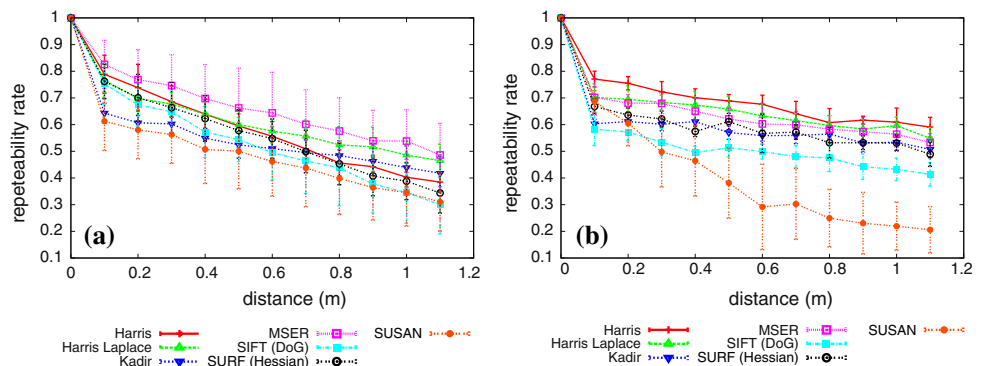 1
0.9
0.8
0.7
0.6
0.5
0.4
0.3
0.2
0.1
0 0.2 0.4 0.6 0.8 1 1.2
repeteability rate
distance (m)
(a)
Harris MSER SUSAN
Harris Laplace SIFT (DoG)
Kadir SURF (Hessian)
1
0.9
0.8
0.7
0.6
0.5
0.4
0.3
0.2
0.1
0 0.2 0.4 0.6 0.8 1 1.2
repeatability rate
distance (m)
(b)
Harris MSER SUSAN
Harris Laplace SIFT (DoG)
Kadir SURF (Hessian)